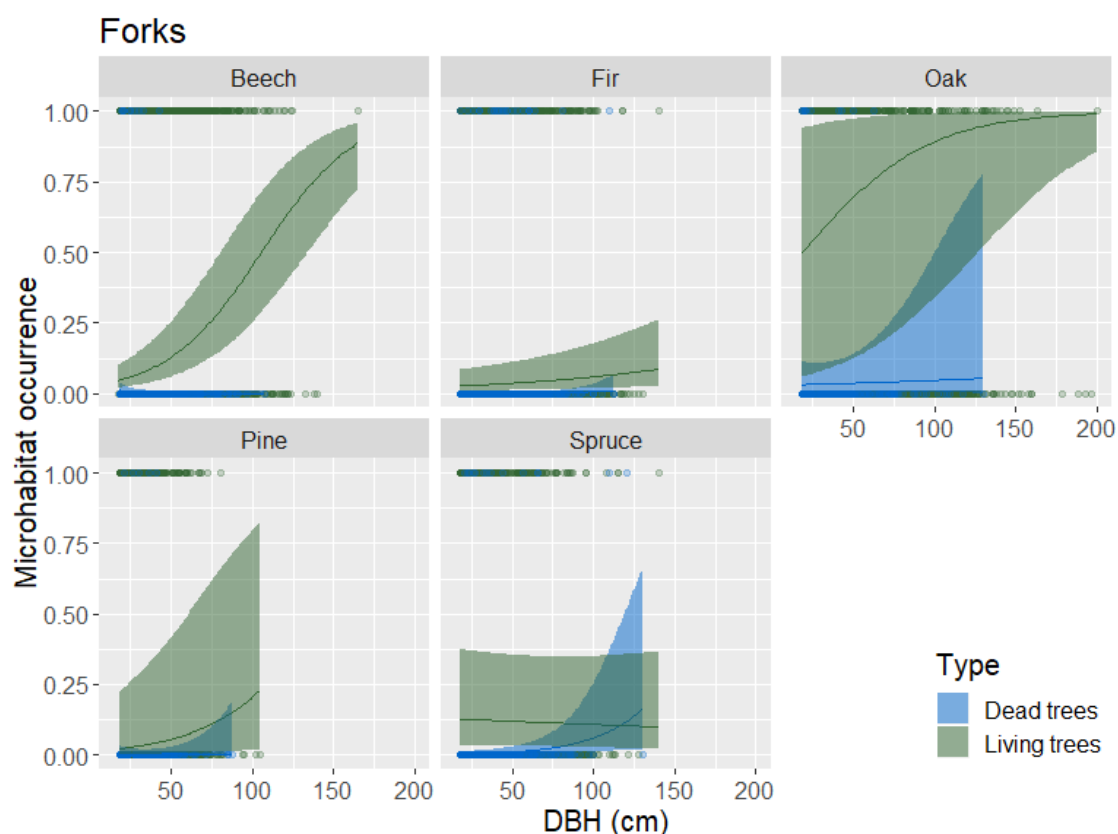 Forks
Beech Fir Oak
1.00
0.75
0.50
0.25
0.00
50 100 150 200
Pine Spruce
1.00
0.75
0.50
0.25
0.00
50 100 150 200 50 100 150 200
Microhabitat occurrence
DBH (cm)
Type
Dead trees
Living trees